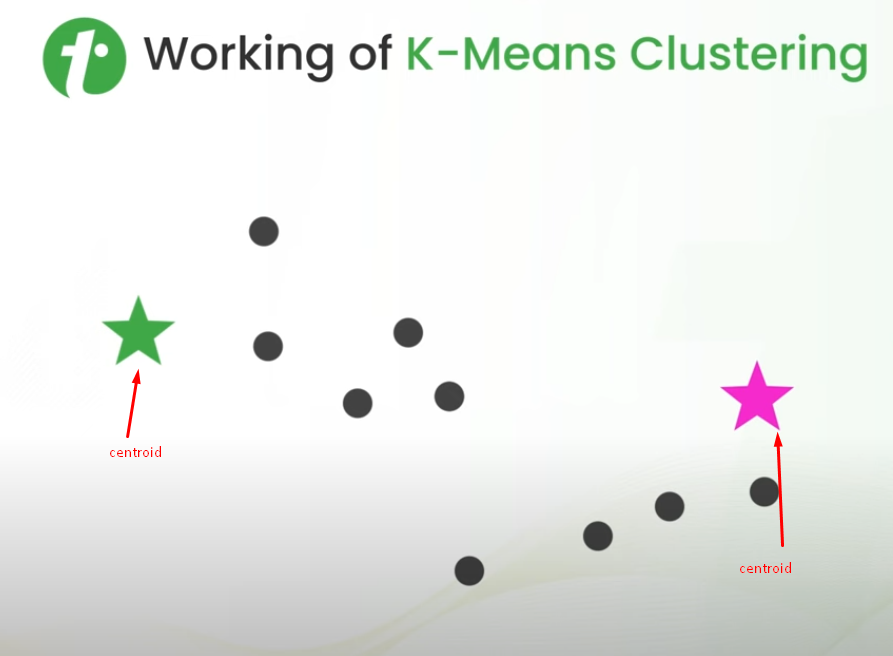 Working of K-Means Clustering
centroid
centroid